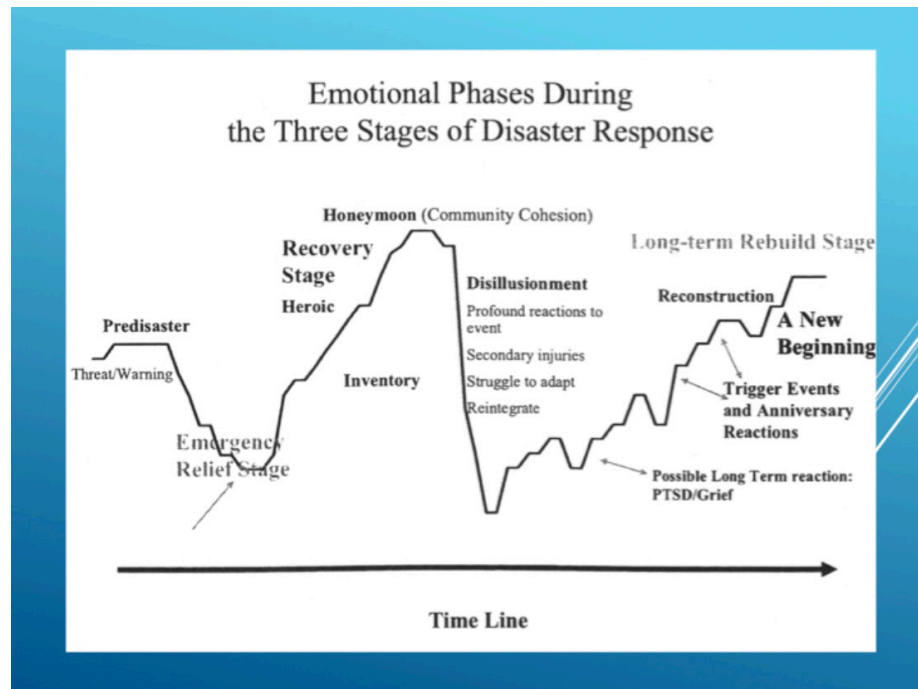 Emotional Phases During
the Three Stages of Disaster Response
Honeymoon (Community Cohesion)
Recovery
Stage
Long-term Rebuild Stage
Disillusionment
Heroic
Reconstruction
Profound reactions to
event
Predisaster
A New
Beginning
Threat/Warning
Secondary injuries
Inventory
Struggle to adapt
Reintegrate
Trigger Events
and Anniversary
Reactions
Emergency
Relief Stage
Possible Long Term reaction:
PTSD/Grief
Time Line